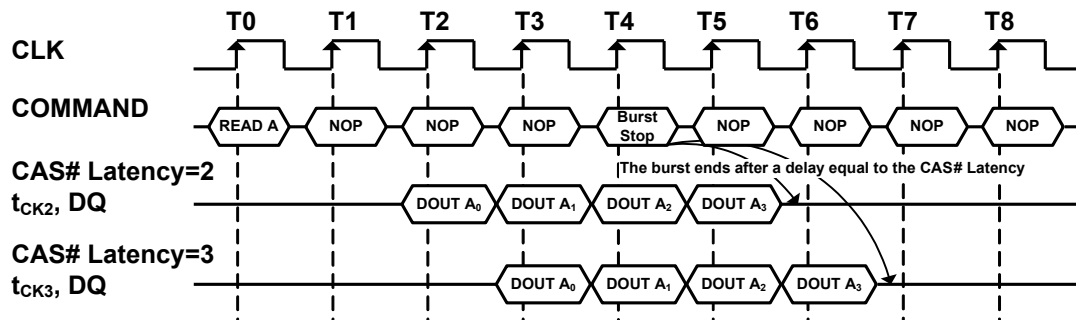 T0 T1 T2 T3 T4 T5 T6 T7 T8
CLK
COMMAND
READ A NOP NOP NOP Burst Stop NOP NOP NOP NOP
The burst ends after a delay equal to the CAS# Latency
CAS# Latency=2
tCK2, DQ
DOUT A0 DOUT A1 DOUT A2 DOUT A3
CAS# Latency=3
tCK3, DQ
DOUT A0 DOUT A1 DOUT A2 DOUT A3